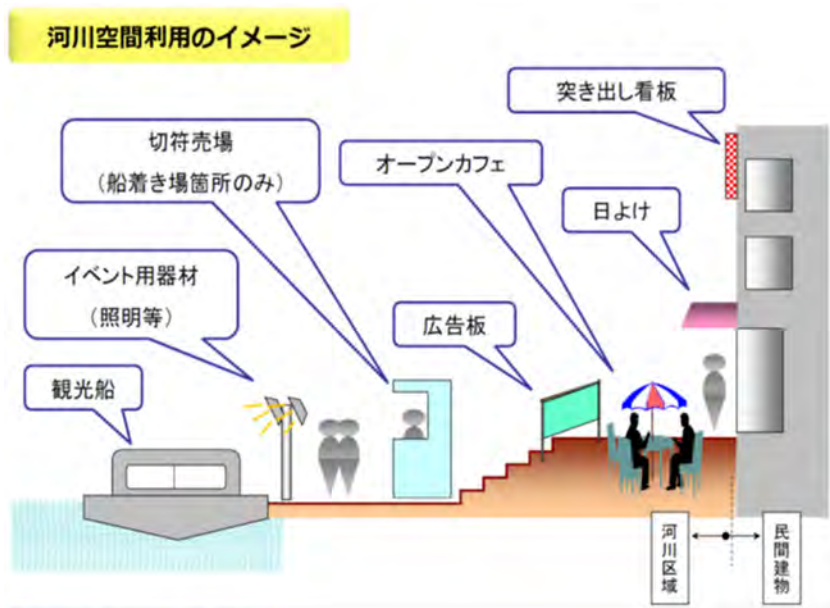 河川空間利用のイメージ
突き出し看板
切符売場
（船着き場箇所のみ）
オープンカフェ
日よけ
イベント用器材
（照明等）
広告板
観光船
河川区域
民間建物